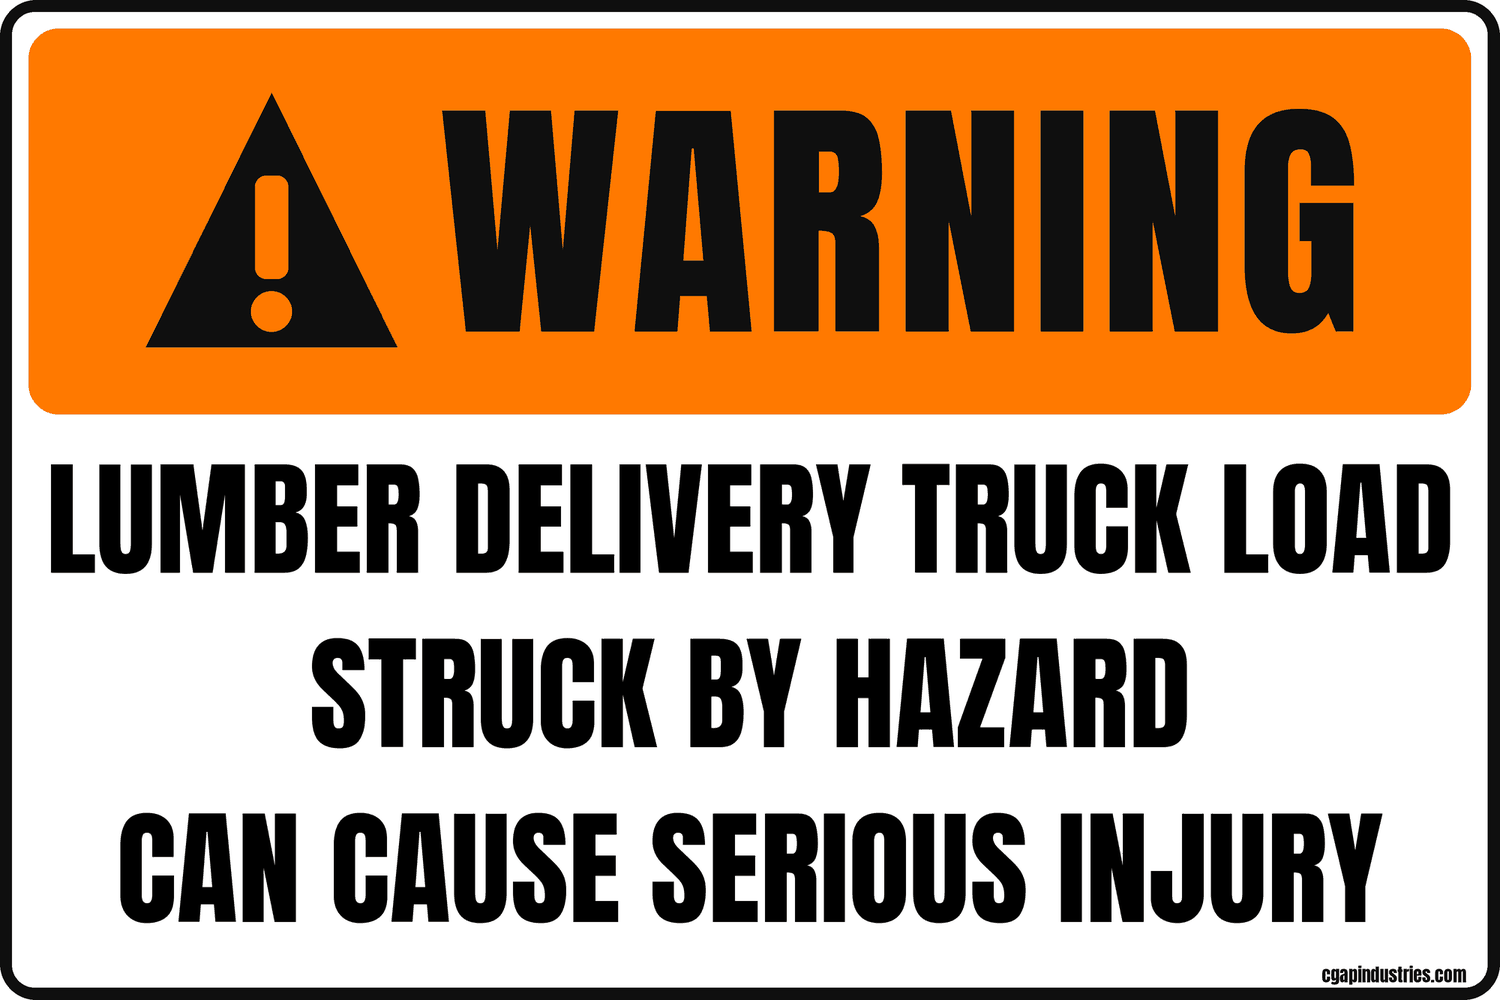 WARNING
LUMBER DELIVERY TRUCK LOAD
STRUCK BY HAZARD
CAN CAUSE SERIOUS INJURY
cgapindustries.com